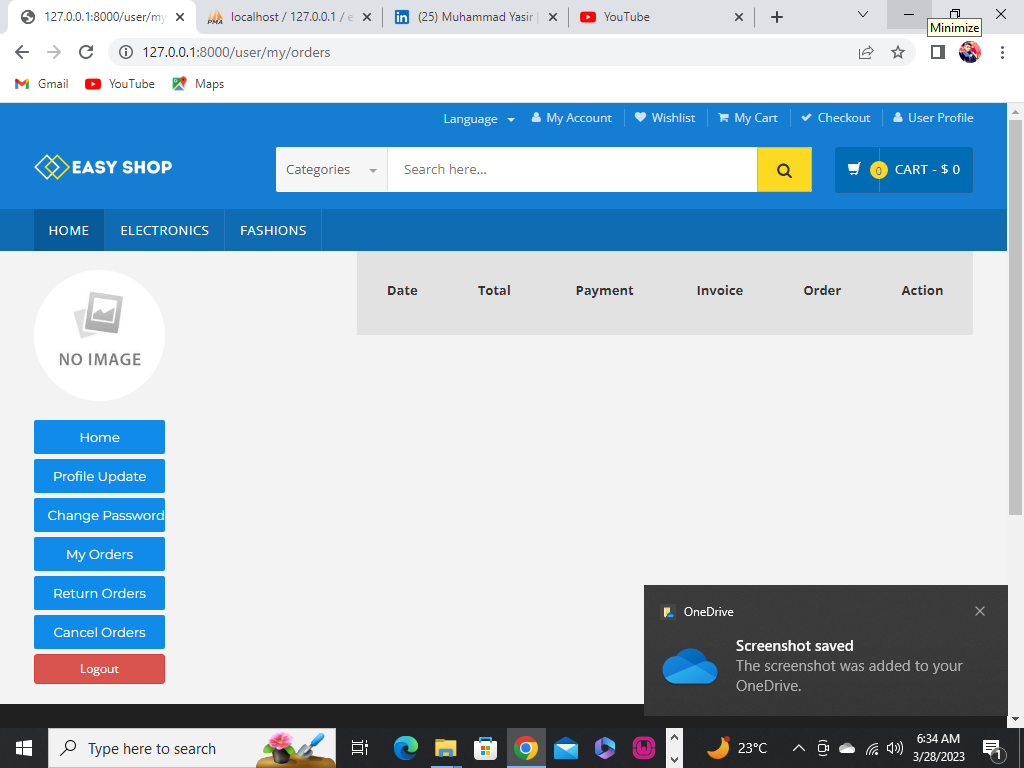 127.0.0.1:8000/user/my
localhost / 127.0.0.1 / e
(25) Muhammad Yasir
YouTube
Minimize
127.0.0.1:8000/user/my/orders
Gmail
YouTube
Maps
Language
My Account
Wishlist
My Cart
Checkout
User Profile
EASY SHOP
Categories
Search here...
0
CART - $ 0
HOME
ELECTRONICS
FASHIONS
NO IMAGE
Date
Total
Payment
Invoice
Order
Action
Home
Profile Update
Change Password
My Orders
Return Orders
Cancel Orders
Logout
OneDrive
Screenshot saved
The screenshot was added to your
OneDrive.
Type here to search
23°C
6:34 AM
3/28/2023
1